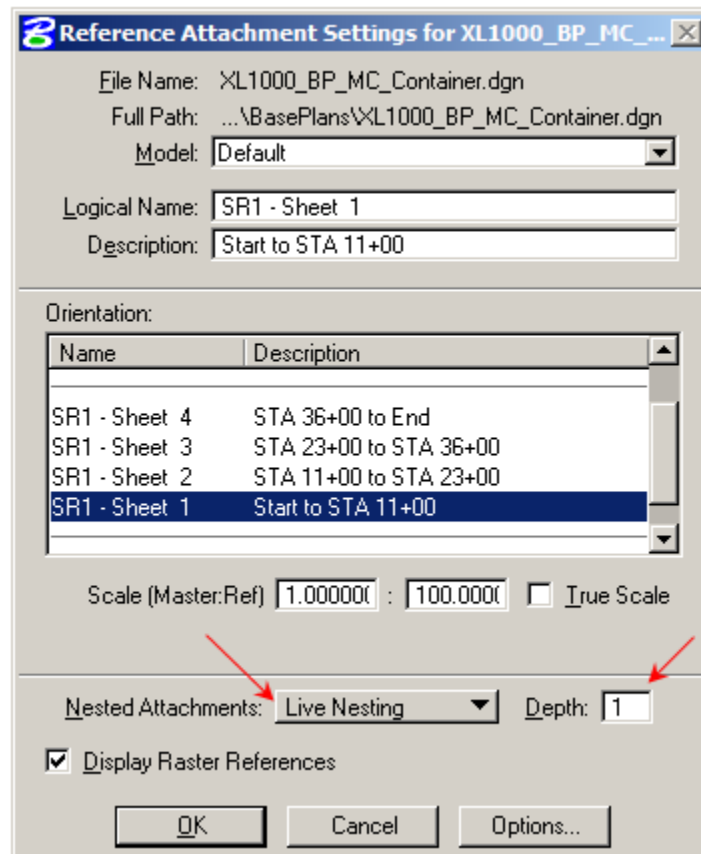 Reference Attachment Settings for XL1000_BP_MC_...
File Name: XL1000_BP_MC_Container.dgn
Full Path: ...\BasePlans\XL1000_BP_MC_Container.dgn
Model: Default
Logical Name: SR1 - Sheet 1
Description: Start to STA 11+00
Orientation:
Name Description
SR1 - Sheet 4 STA 36+00 to End
SR1 - Sheet 3 STA 23+00 to STA 36+00
SR1 - Sheet 2 STA 11+00 to STA 23+00
SR1 - Sheet 1 Start to STA 11+00
Scale (Master:Ref) 1.00000 : 100.000 True Scale
Nested Attachments: Live Nesting Depth: 1
Display Raster References
OK Cancel Options...